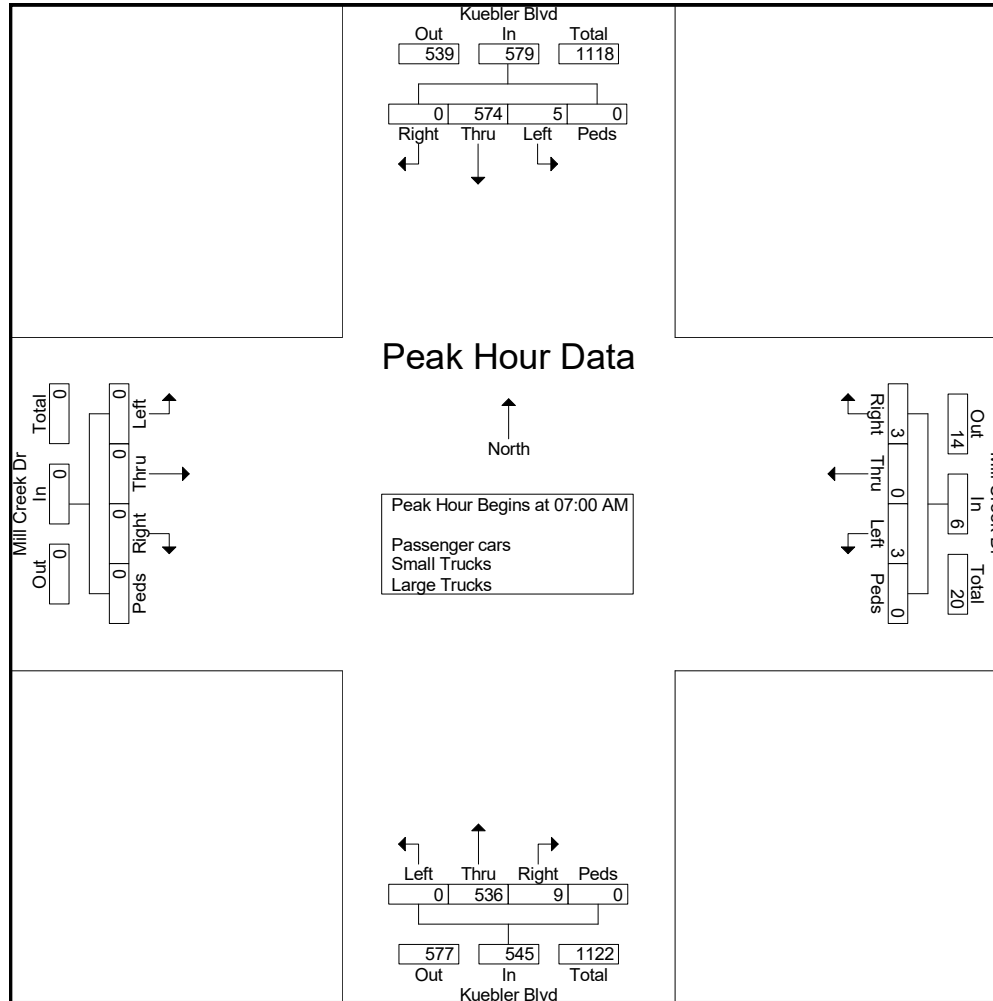 Kuebler Blvd
Out In Total
539 579 1118
0 574 5 0
Right Thru Left Peds
Peak Hour Data
North
Peak Hour Begins at 07:00 AM
Passenger cars
Small Trucks
Large Trucks
Mill Creek Dr
Out In Total
0 0 0
Left Thru Right Peds
0 0 0 0
Out In Total
14 6 20
Right Thru Left Peds
3 0 3 0
Left Thru Right Peds
0 536 9 0
577 545 1122
Out In Total
Kuebler Blvd